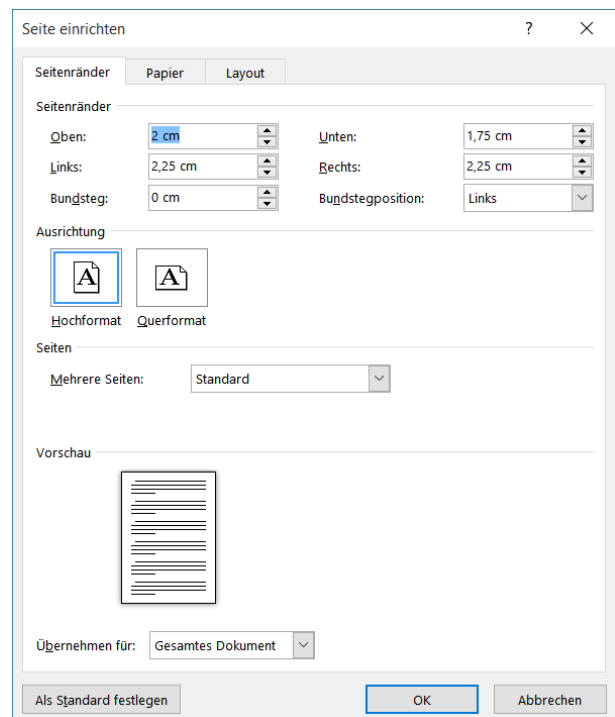 Seite einrichten ? ×
Seitenränder Papier Layout
Seitenränder
Oben: 2 cm Unten: 1,75 cm
Links: 2,25 cm Rechts: 2,25 cm
Bundsteg: 0 cm Bundstegposition: Links
Ausrichtung
A A
Hochformat Querformat
Seiten
Mehrere Seiten: Standard
Vorschau
Übernehmen für: Gesamtes Dokument
Als Standard festlegen OK Abbrechen